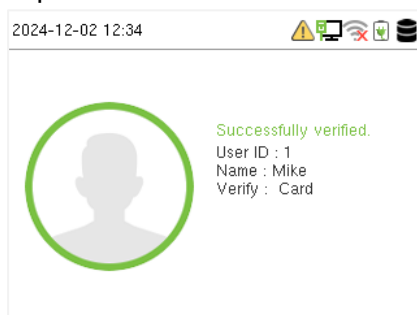 2024-12-02 12:34
Successfully verified.
User ID : 1
Name : Mike
Verify : Card